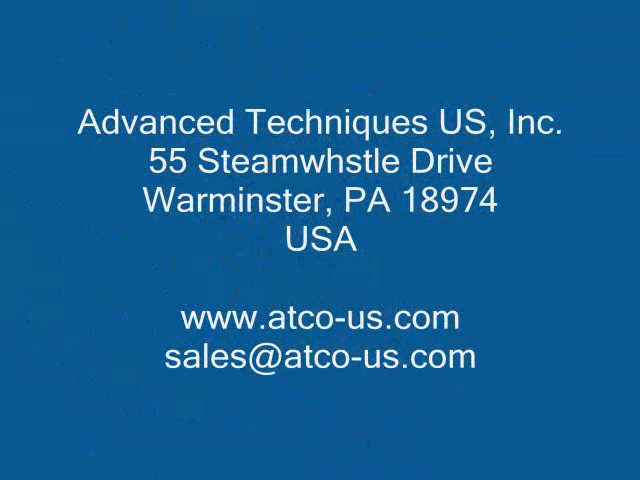 Advanced Techniques US, Inc.
55 Steamwhstle Drive
Warminster, PA 18974
USA
www.atco-us.com
sales@atco-us.com